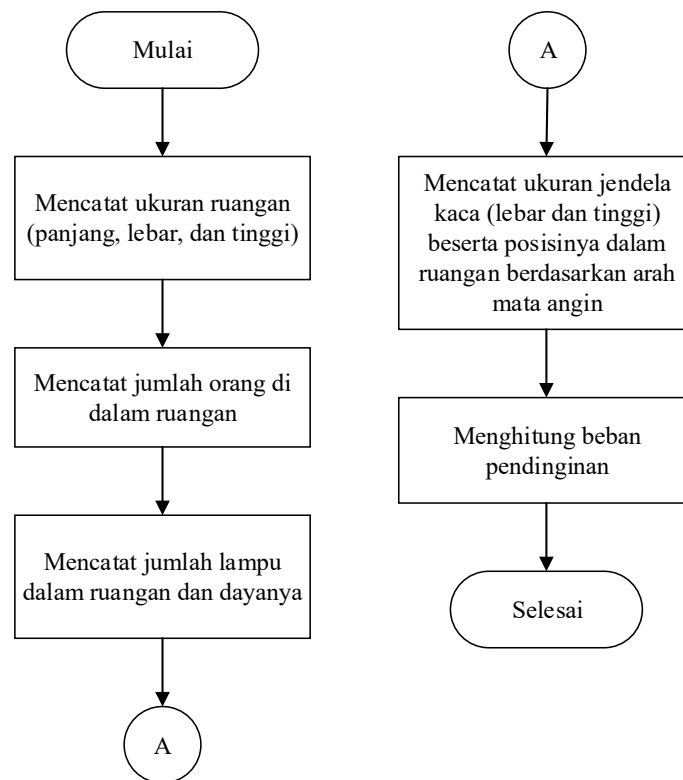 Mulai
Mencatat ukuran ruangan
(panjang, lebar, dan tinggi)
Mencatat jumlah orang di
dalam ruangan
Mencatat jumlah lampu
dalam ruangan dan dayanya
A
A
Mencatat ukuran jendela
kaca (lebar dan tinggi)
beserta posisinya dalam
ruangan berdasarkan arah
mata angin
Menghitung beban
pendinginan
Selesai